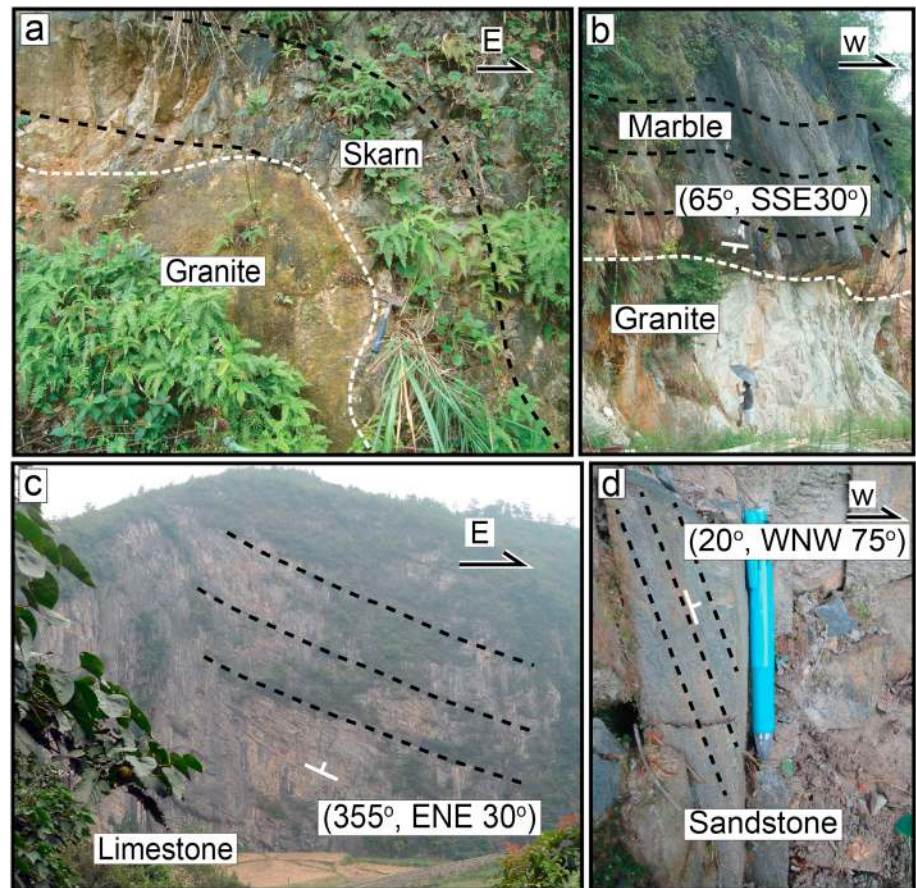 a
E
Skarn
Granite
b
W
Marble
(65°, SSE30°)
Granite
c
E
(355°, ENE 30°)
Limestone
d
W
(20°, WNW 75°)
Sandstone